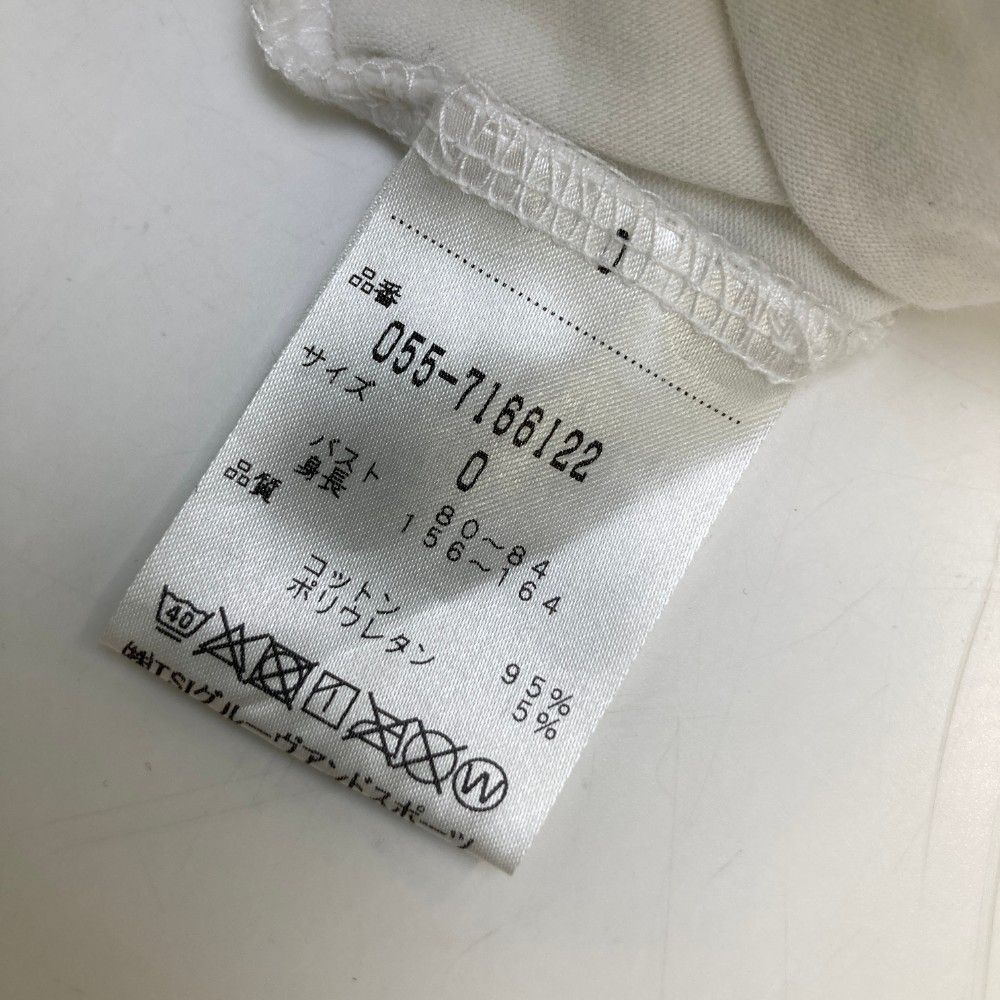 品番
055-7166122
サイズ 0
バスト 80~84
身長 156~164
品質
コットン 95%
ポリウレタン 5%
40
W
㈱TSIグルーヴアンドスポーツ